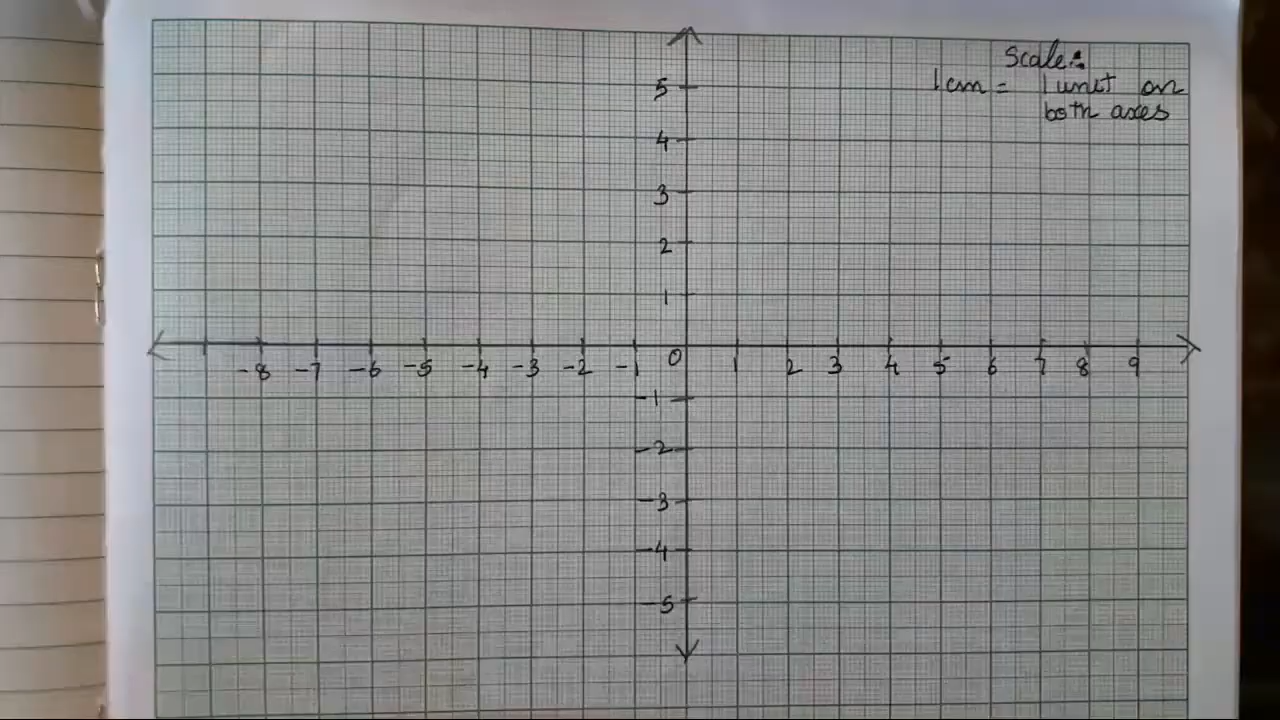 Scale:
1cm = 1 unit on
both axes
5
4
3
2
1
-8 -7 -6 -5 -4 -3 -2 -1 0 1 2 3 4 5 6 7 8 9
-1
-2
-3
-4
-5